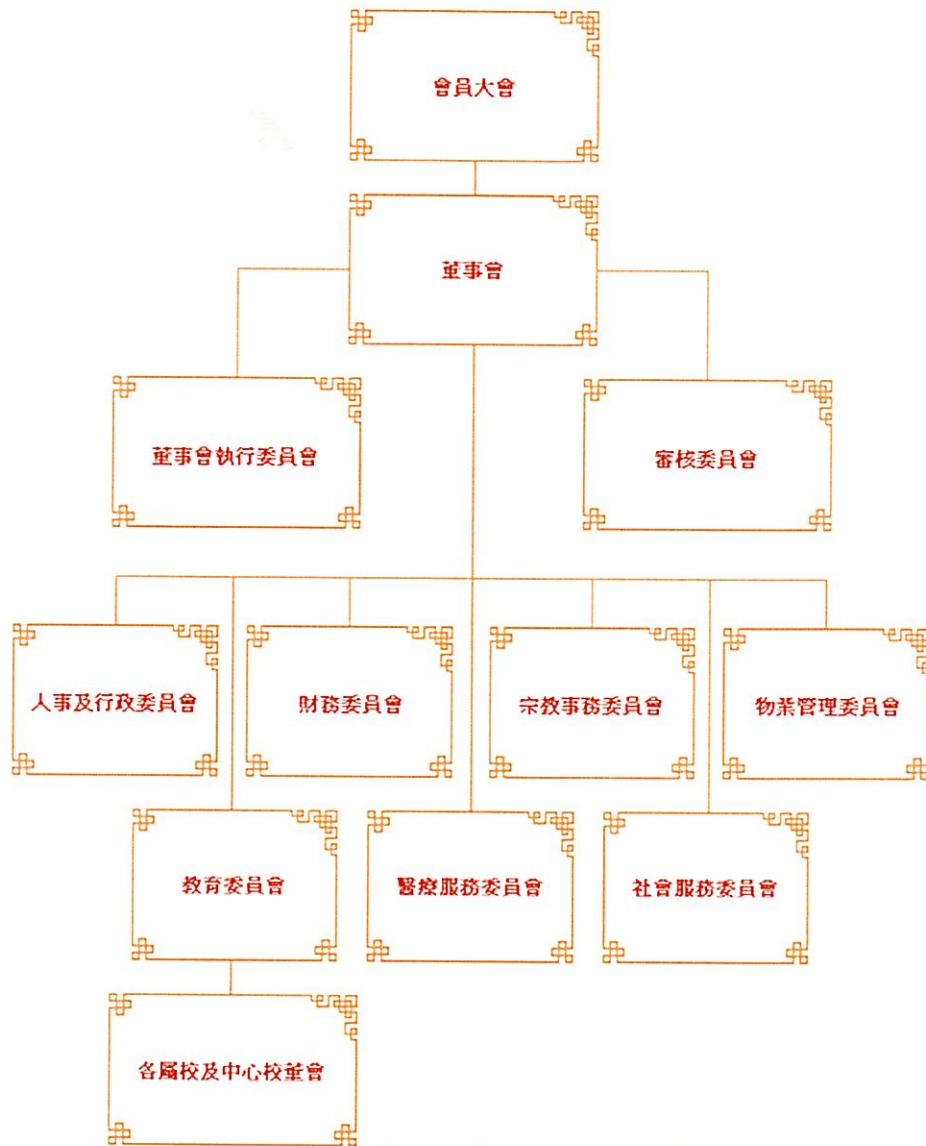 會員大會
董事會
董事會執行委員會
審核委員會
人事及行政委員會
財務委員會
宗教事務委員會
物業管理委員會
教育委員會
醫療服務委員會
社會服務委員會
各屬校及中心校董會